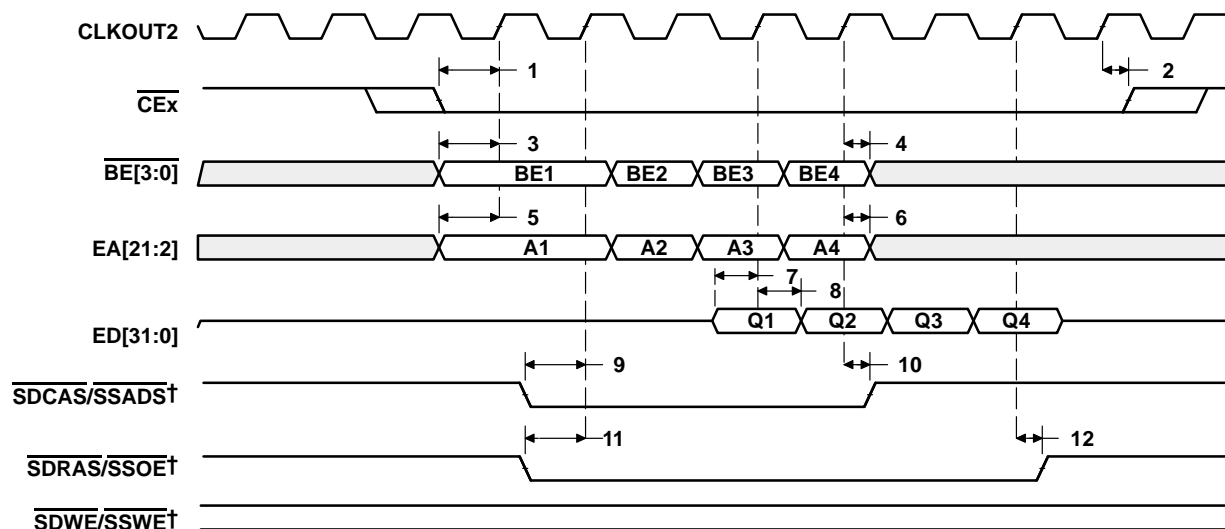 CLKOUT2
1 2
CEx
3 4
BE[3:0] BE1 BE2 BE3 BE4
5 6
EA[21:2] A1 A2 A3 A4
7 8
ED[31:0] Q1 Q2 Q3 Q4
9 10
SDCAS/SSADS†
11 12
SDRAS/SSOE†
SDWE/SSWE†